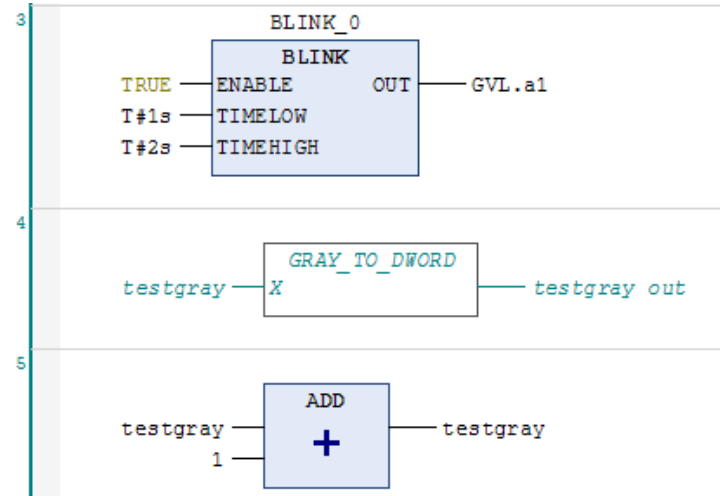 3
BLINK_0
BLINK
TRUE ENABLE OUT GVL.a1
T#1s TIMELOW
T#2s TIMEHIGH
4
GRAY_TO_DWORD
testgray X testgray out
5
ADD
testgray + testgray
1